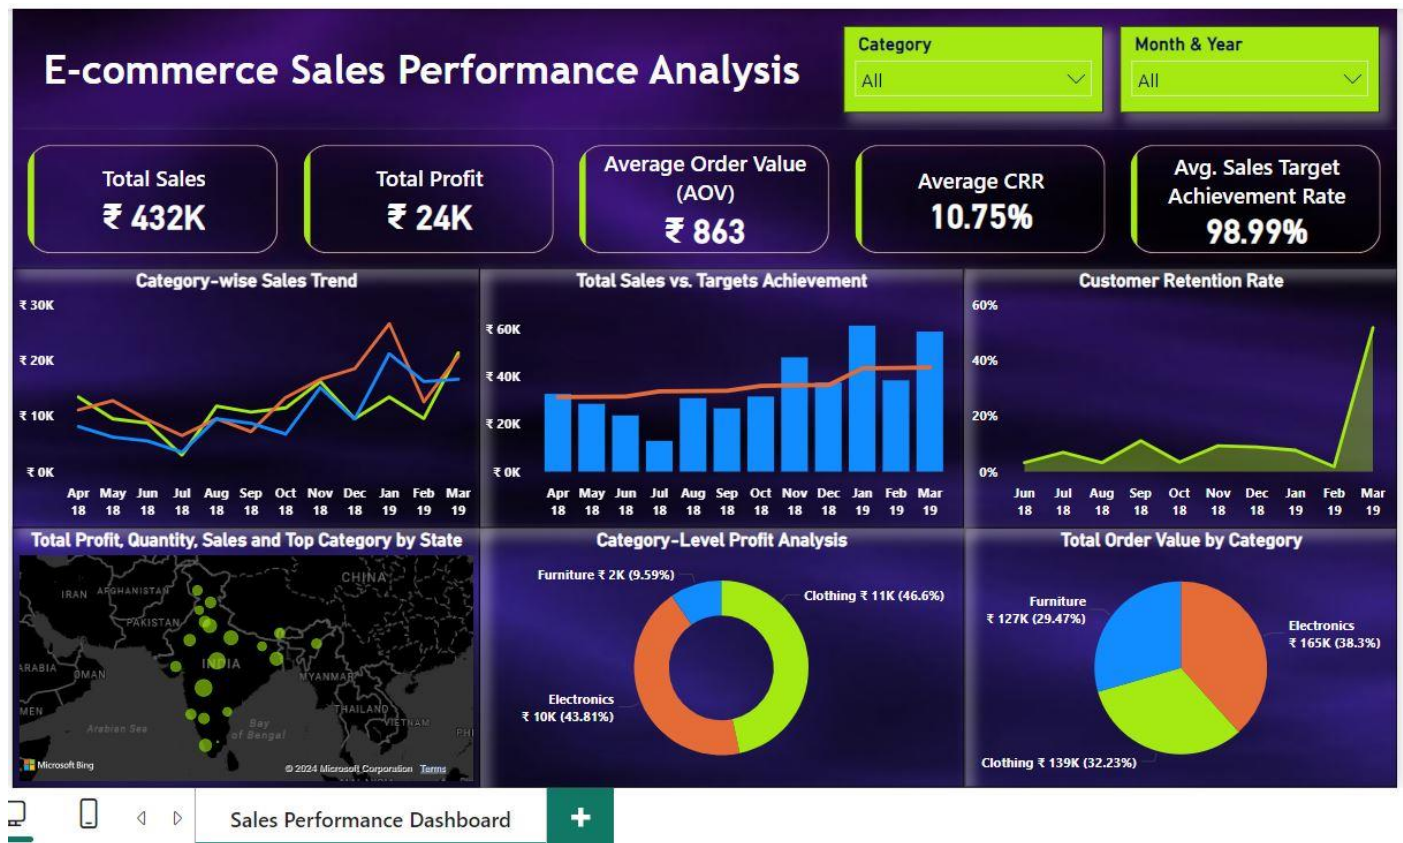 E-commerce Sales Performance Analysis
Category
All
Month & Year
All
Total Sales
₹ 432K
Total Profit
₹ 24K
Average Order Value
(AOV)
₹ 863
Average CRR
10.75%
Avg. Sales Target
Achievement Rate
98.99%
Category-wise Sales Trend
₹ 30K
₹ 20K
₹ 10K
₹ 0K
Apr May Jun Jul Aug Sep Oct Nov Dec Jan Feb Mar
18 18 18 18 18 18 18 18 18 19 19 19
Total Sales vs. Targets Achievement
₹ 60K
₹ 40K
₹ 20K
₹ 0K
Apr May Jun Jul Aug Sep Oct Nov Dec Jan Feb Mar
18 18 18 18 18 18 18 18 18 19 19 19
Customer Retention Rate
60%
40%
20%
0%
Jun Jul Aug Sep Oct Nov Dec Jan Feb Mar
18 18 18 18 18 18 18 19 19 19
Total Profit, Quantity, Sales and Top Category by State
CHINA
IRAN AFGHANISTAN
PAKISTAN
ARABIA
OMAN
INDIA
MYANMAR
MEN
THAILAND
Arabian Sea
Bay
of Bengal
VIETNAM
PHI
Microsoft Bing
© 2024 Microsoft Corporation Terms
Category-Level Profit Analysis
Furniture ₹ 2K (9.59%)
Clothing ₹ 11K (46.6%)
Electronics
₹ 10K (43.81%)
Total Order Value by Category
Furniture
₹ 127K (29.47%)
Electronics
₹ 165K (38.3%)
Clothing ₹ 139K (32.23%)
Sales Performance Dashboard
+